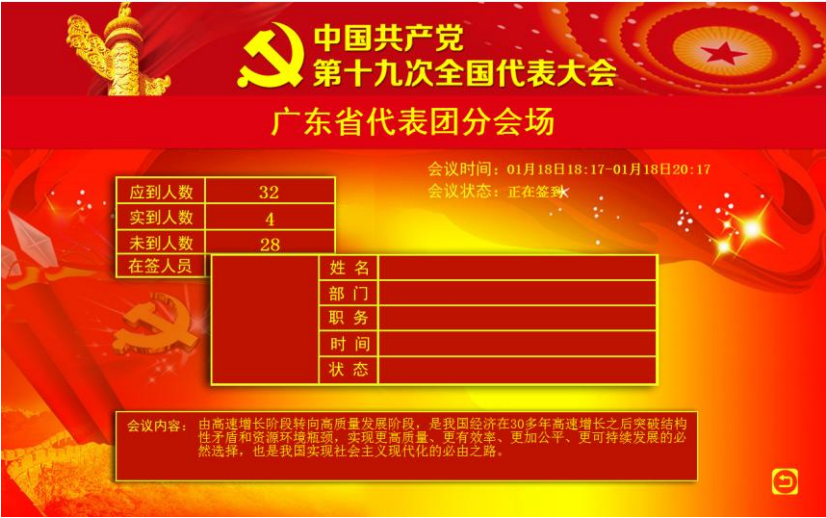 中国共产党
第十九次全国代表大会
广东省代表团分会场
会议时间：01月18日18:17-01月18日20:17
会议状态：正在签到
应到人数 32
实到人数 4
未到人数 28
在签人员
姓 名
部 门
职 务
时 间
状 态
会议内容：由高速增长阶段转向高质量发展阶段，是我国经济在30多年高速增长之后突破结构
性矛盾和资源环境瓶颈，实现更高质量、更有效率、更加公平、更可持续发展的必
然选择，也是我国实现社会主义现代化的必由之路。